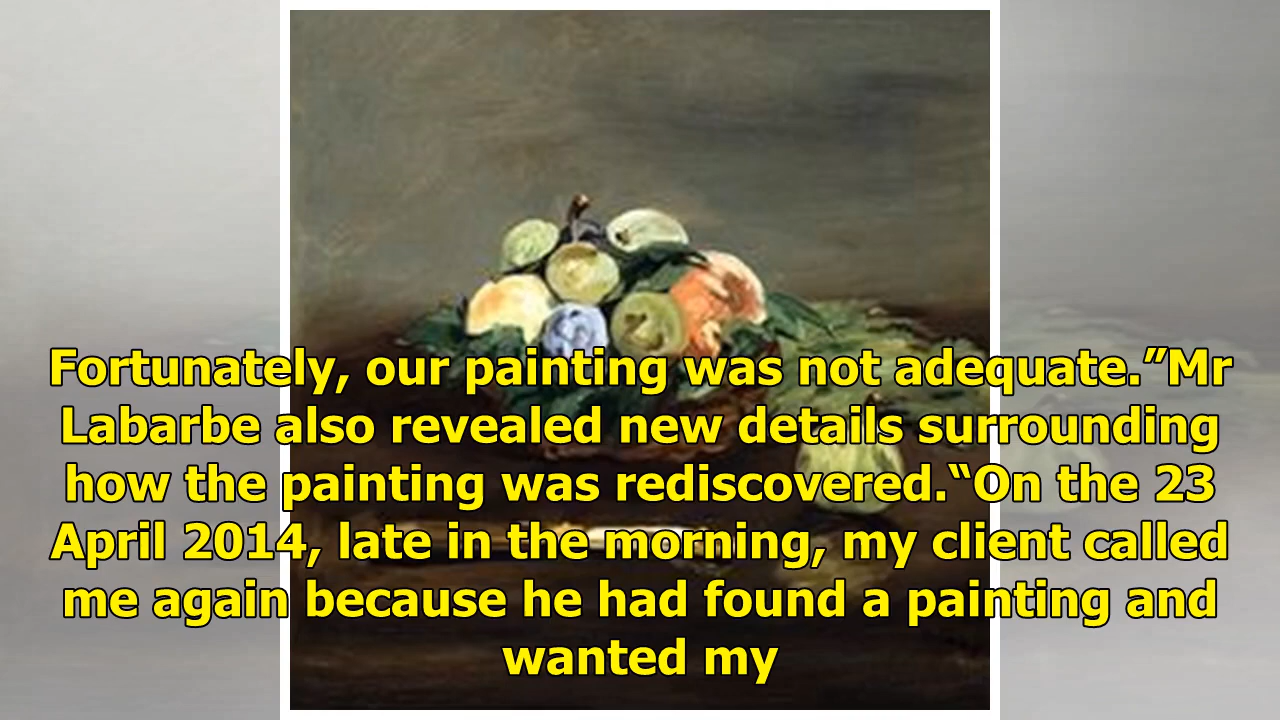 Fortunately, our painting was not adequate.”Mr
Labarbe also revealed new details surrounding
how the painting was rediscovered.“On the 23
April 2014, late in the morning, my client called
me again because he had found a painting and
wanted my